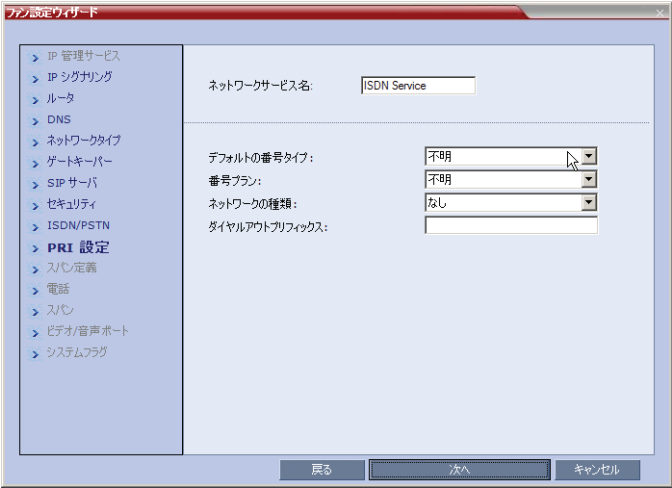 ファン設定ウィザード
IP 管理サービス
IP シグナリング
ルータ
DNS
ネットワークタイプ
ゲートキーパー
SIP サーバ
セキュリティ
ISDN/PSTN
PRI 設定
スパン定義
電話
スパン
ビデオ/音声ポート
システムフラグ
ネットワークサービス名: ISDN Service
デフォルトの番号タイプ: 不明
番号プラン: 不明
ネットワークの種類: なし
ダイヤルアウトプリフィックス:
戻る 次へ キャンセル